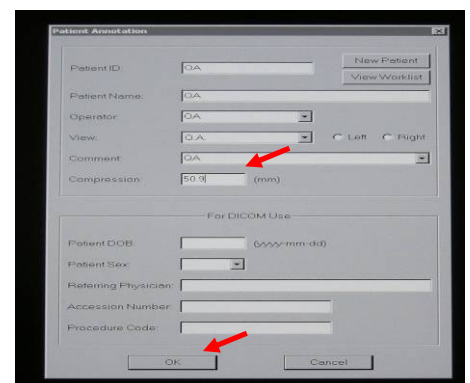 Patient Annotation
Patient ID: QA New Patient
View Worklist
Patient Name: QA
Operator: QA
View: Q.A. Left Right
Comment: QA
Compression: 50.9 (mm)
For DICOM Use
Patient DOB: (yyyy-mm-dd)
Patient Sex:
Referring Physician:
Accession Number:
Procedure Code:
OK Cancel